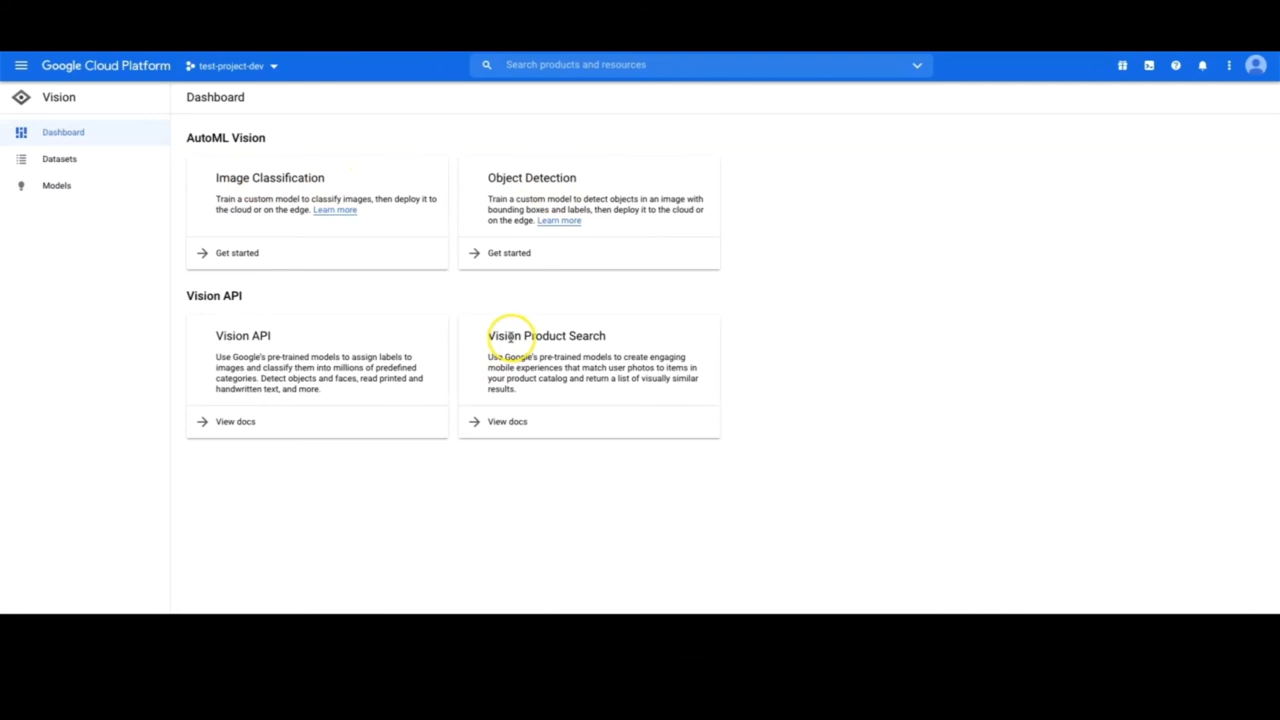 Google Cloud Platform
test-project-dev
Search products and resources
Vision
Dashboard
Dashboard
Datasets
Models
AutoML Vision
Image Classification
Train a custom model to classify images, then deploy it to
the cloud or on the edge. Learn more
Get started
Object Detection
Train a custom model to detect objects in an image with
bounding boxes and labels, then deploy it to the cloud or
on the edge. Learn more
Get started
Vision API
Vision API
Use Google's pre-trained models to assign labels to
images and classify them into millions of predefined
categories. Detect objects and faces, read printed and
handwritten text, and more.
View docs
Vision Product Search
Use Google's pre-trained models to create engaging
mobile experiences that match user photos to items in
your product catalog and return a list of visually similar
results.
View docs